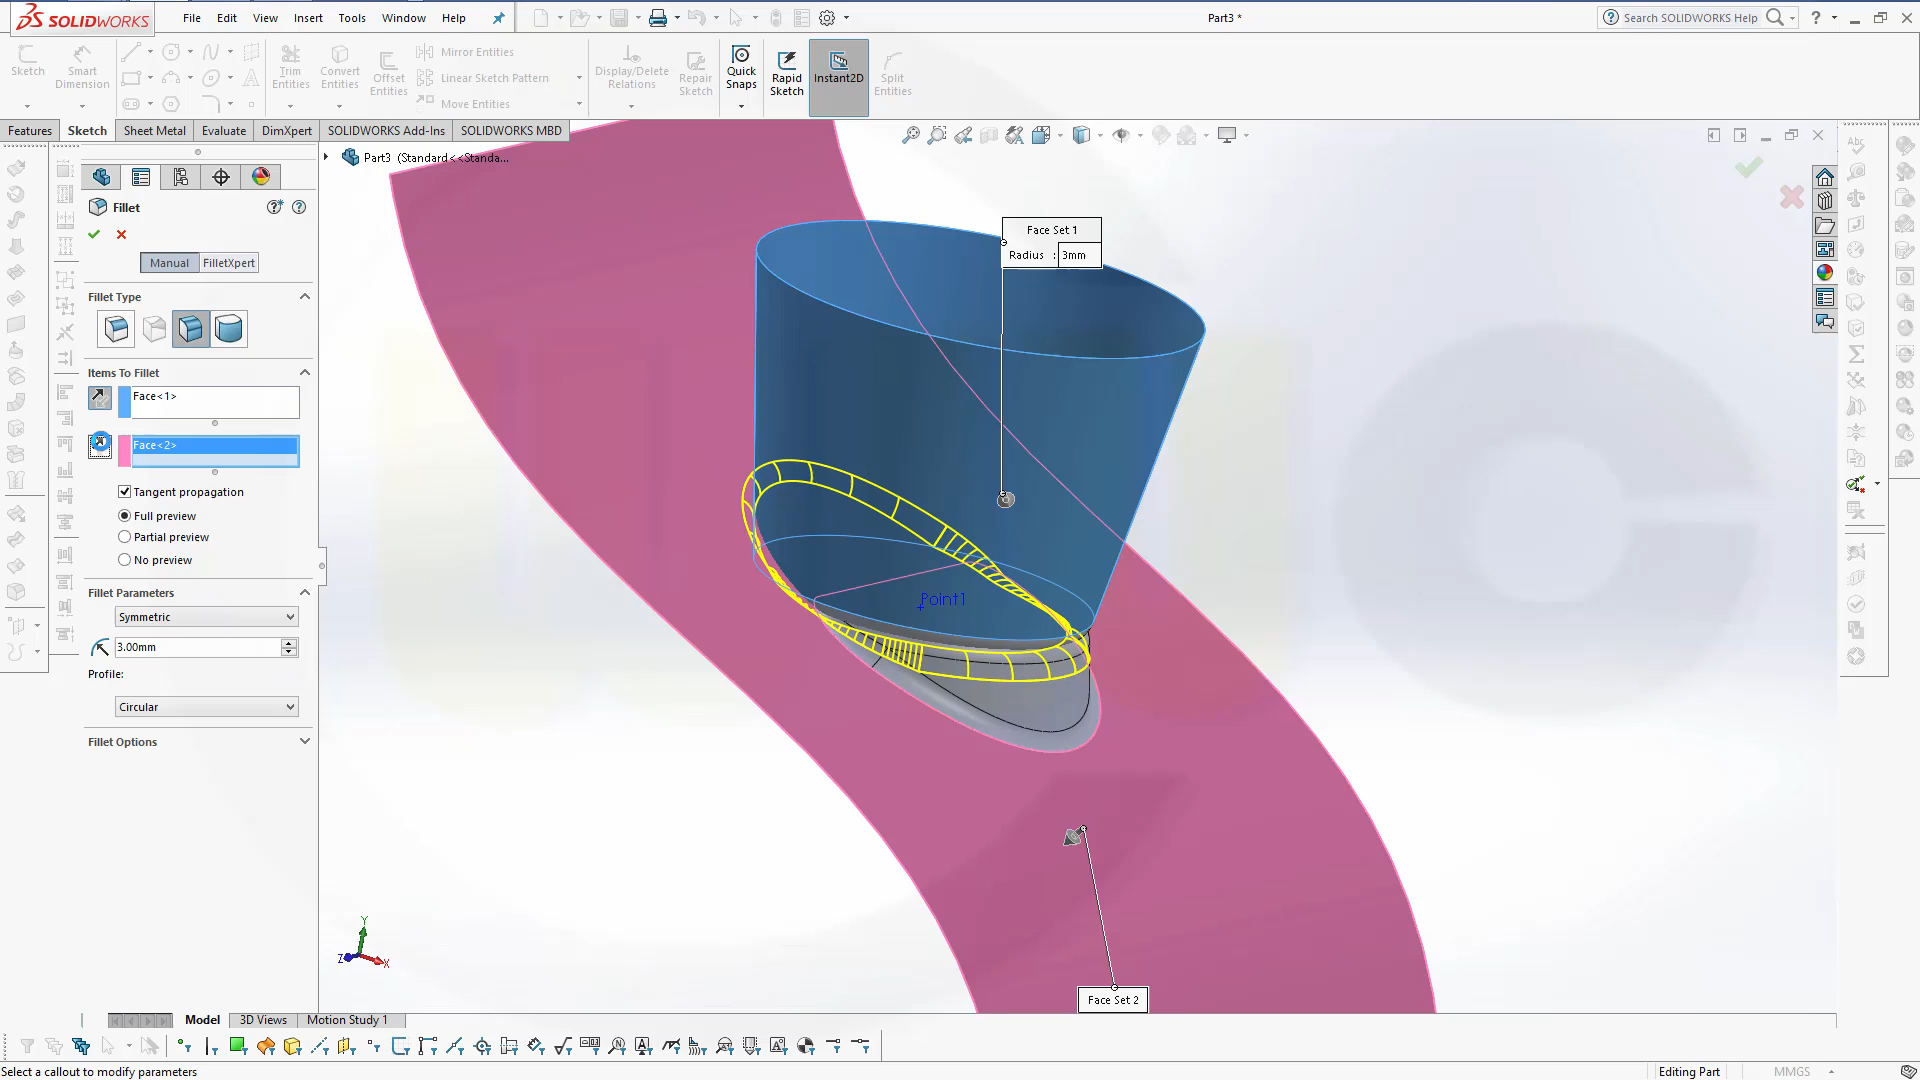 SOLIDWORKS
File Edit View Insert Tools Window Help
Part3 *
Search SOLIDWORKS Help
Sketch
Smart Dimension
Trim Entities
Convert Entities
Offset Entities
Mirror Entities
Linear Sketch Pattern
Move Entities
Display/Delete Relations
Repair Sketch
Quick Snaps
Rapid Sketch
Instant2D
Split Entities
Features Sketch Sheet Metal Evaluate DimXpert SOLIDWORKS Add-Ins SOLIDWORKS MBD
Part3 (Standard<<Standa...
Fillet
Manual FilletXpert
Fillet Type
Items To Fillet
Face<1>
Face<2>
Tangent propagation
Full preview
Partial preview
No preview
Fillet Parameters
Symmetric
3.00mm
Profile:
Circular
Fillet Options
Face Set 1
Radius : 3mm
Point1
Face Set 2
Y
Z
X
Model 3D Views Motion Study 1
Select a callout to modify parameters
Editing Part
MMGS